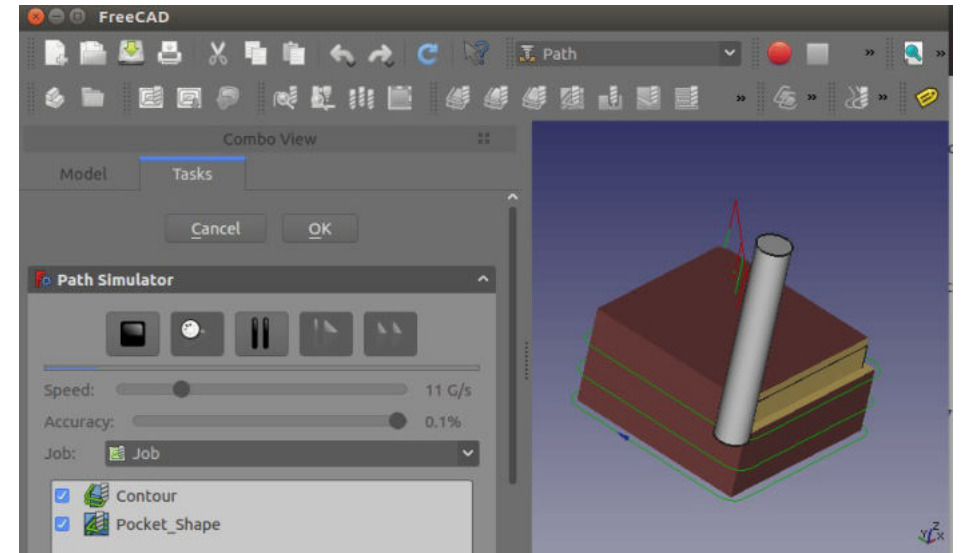 FreeCAD
Path
Combo View
Model Tasks
Cancel OK
Path Simulator
Speed: 11 G/s
Accuracy: 0.1%
Job: Job
Contour
Pocket_Shape
Z
Y X